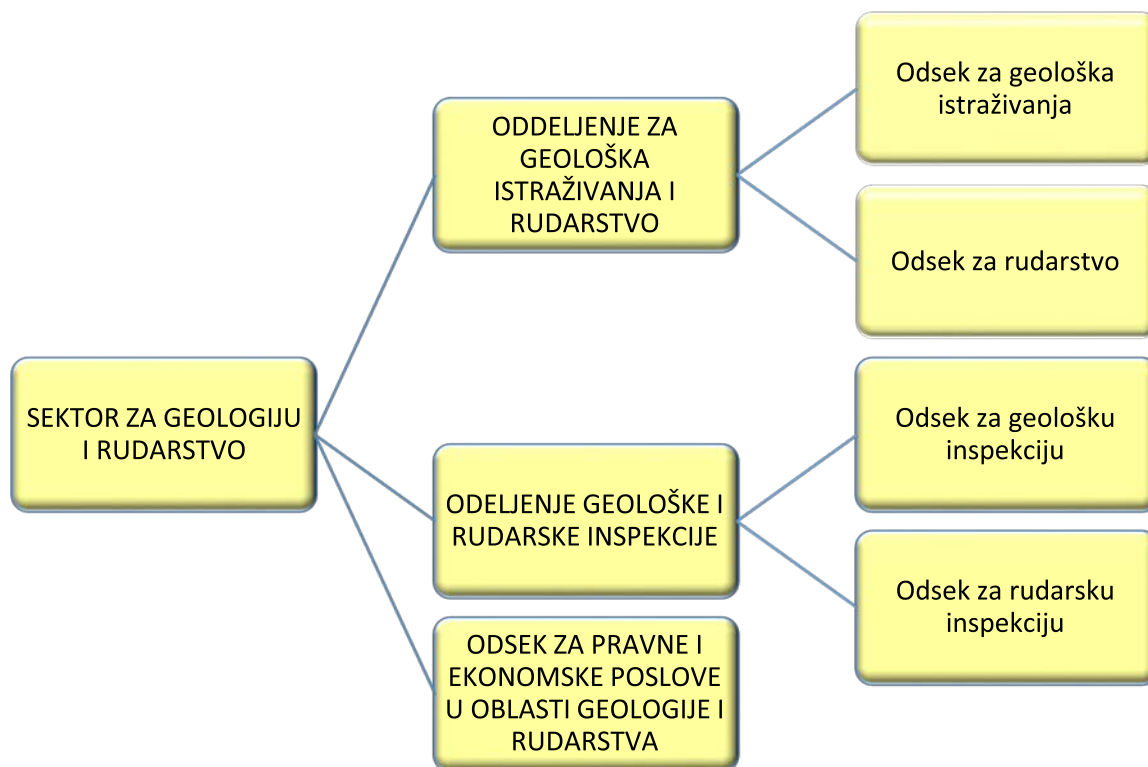 SEKTOR ZA GEOLOGIJU
I RUDARSTVO
ODDELJENJE ZA
GEOLOŠKA
ISTRAŽIVANJA I
RUDARSTVO
Odsek za geološka
istraživanja
Odsek za rudarstvo
ODELJENJE GEOLOŠKE I
RUDARSKE INSPEKCIJE
Odsek za geološku
inspekciju
Odsek za rudarsku
inspekciju
ODSEK ZA PRAVNE I
EKONOMSKE POSLOVE
U OBLASTI GEOLOGIJE I
RUDARSTVA